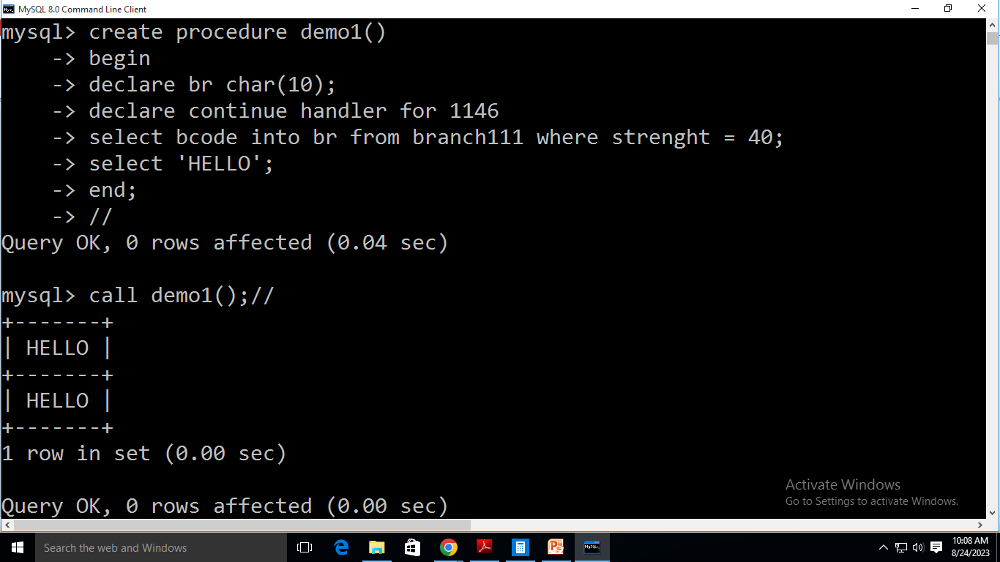 MySQL 8.0 Command Line Client
mysql> create procedure demo1()
    -> begin
    -> declare br char(10);
    -> declare continue handler for 1146
    -> select bcode into br from branch111 where strenght = 40;
    -> select 'HELLO';
    -> end;
    -> //
Query OK, 0 rows affected (0.04 sec)
mysql> call demo1();//
+-------+
| HELLO |
+-------+
| HELLO |
+-------+
1 row in set (0.00 sec)
Query OK, 0 rows affected (0.00 sec)
Activate Windows
Go to Settings to activate Windows.
Search the web and Windows
10:08 AM
8/24/2023